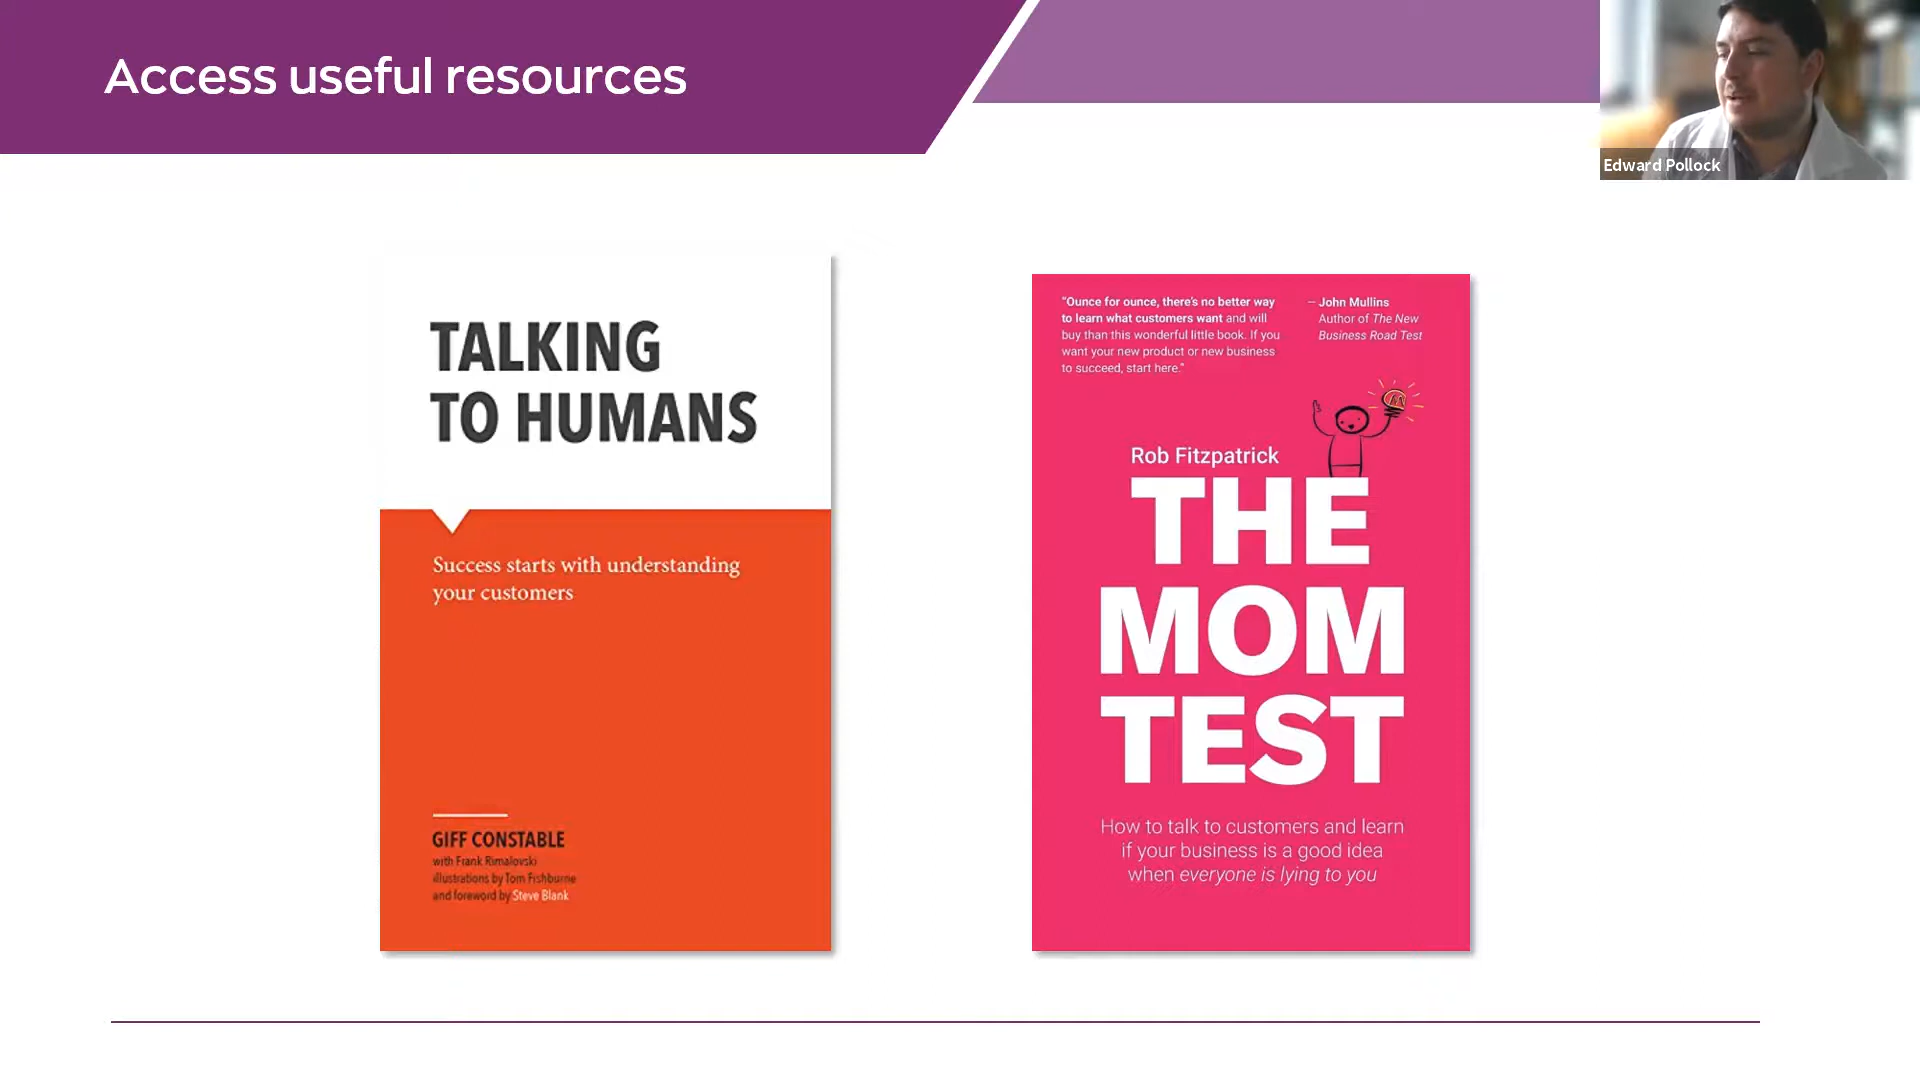 Access useful resources
Edward Pollock
TALKING
TO HUMANS
Success starts with understanding
your customers
GIFF CONSTABLE
with Frank Rimalovski
illustrations by Tom Fishburne
and foreword by Steve Blank
"Ounce for ounce, there's no better way
to learn what customers want and will
buy than this wonderful little book. If you
want your new product or new business
to succeed, start here."
— John Mullins
Author of The New
Business Road Test
Rob Fitzpatrick
THE
MOM
TEST
How to talk to customers and learn
if your business is a good idea
when everyone is lying to you